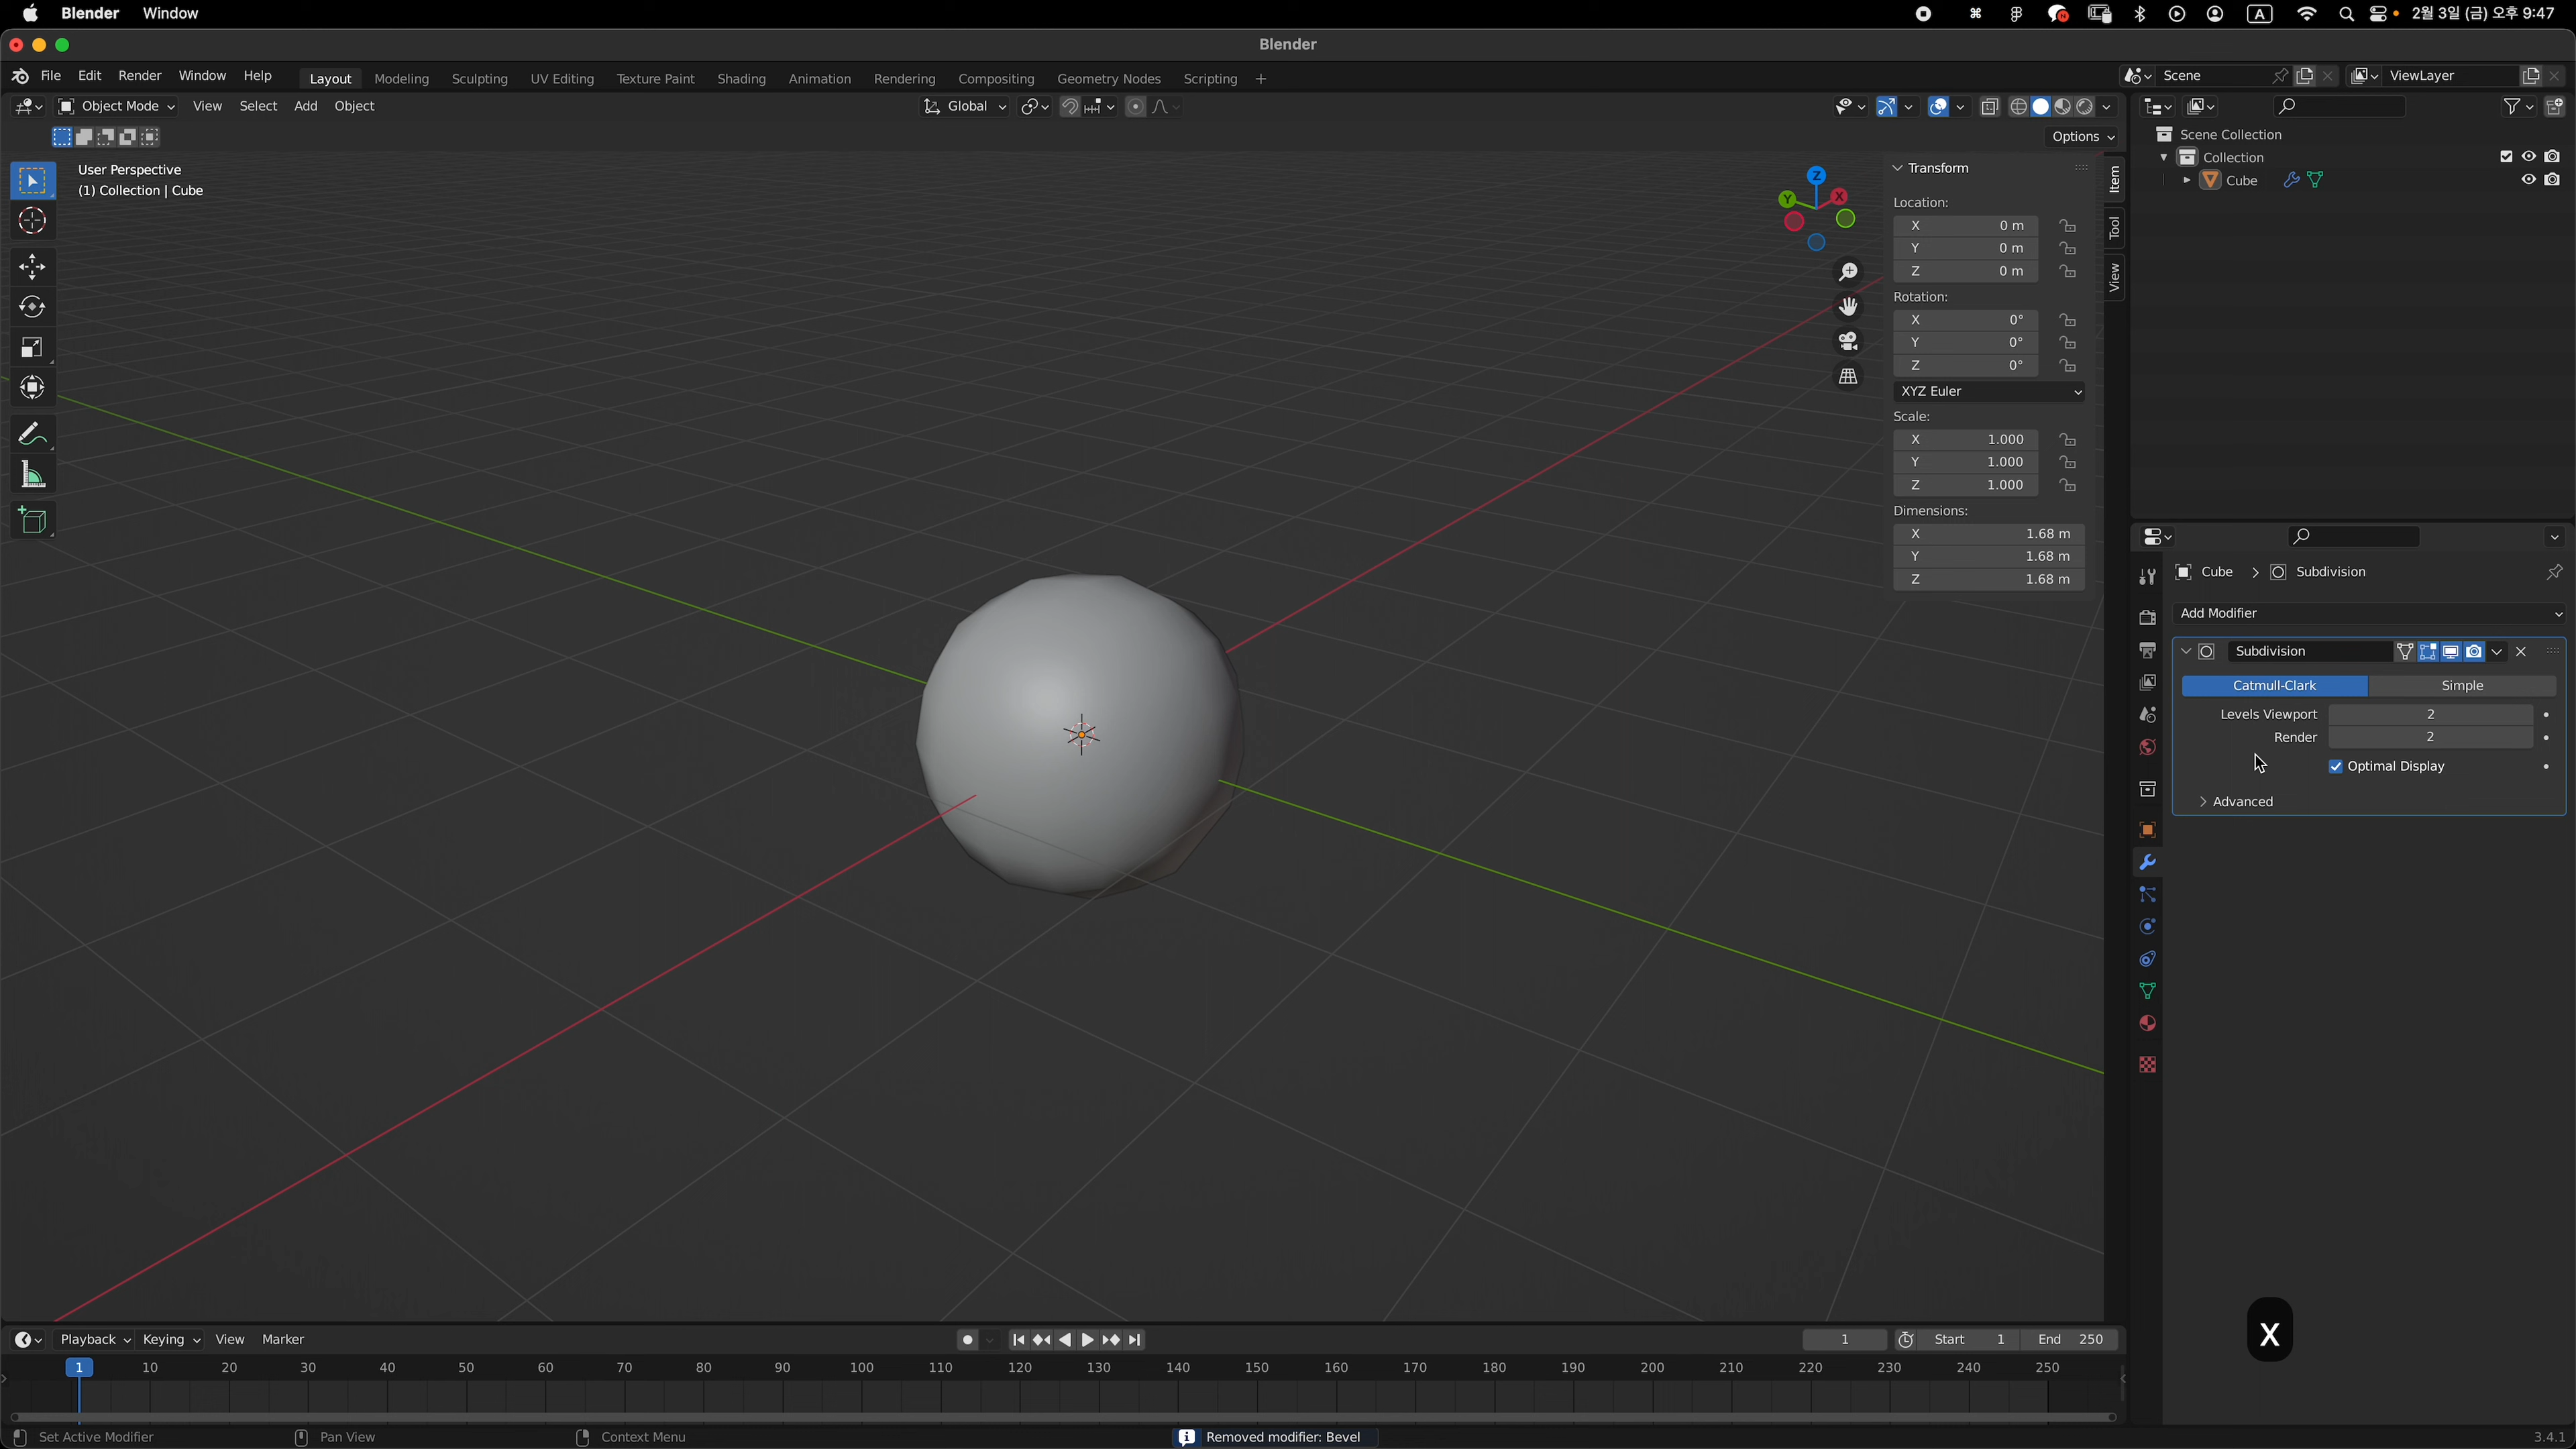 Blender Window
A 2월 3일 (금) 오후 9:47
Blender
File Edit Render Window Help Layout Modeling Sculpting UV Editing Texture Paint Shading Animation Rendering Compositing Geometry Nodes Scripting + Scene ViewLayer
Object Mode View Select Add Object Global
Options
User Perspective
(1) Collection | Cube
Z
Y X
Transform
Location:
X 0 m
Y 0 m
Z 0 m
Rotation:
X 0°
Y 0°
Z 0°
XYZ Euler
Scale:
X 1.000
Y 1.000
Z 1.000
Dimensions:
X 1.68 m
Y 1.68 m
Z 1.68 m
Item
Tool
View
Scene Collection
Collection
Cube
Cube > Subdivision
Add Modifier
Subdivision
Catmull-Clark Simple
Levels Viewport 2
Render 2
Optimal Display
Advanced
X
Playback Keying View Marker 1 Start 1 End 250
1 10 20 30 40 50 60 70 80 90 100 110 120 130 140 150 160 170 180 190 200 210 220 230 240 250
Set Active Modifier Pan View Context Menu Removed modifier: Bevel 3.4.1